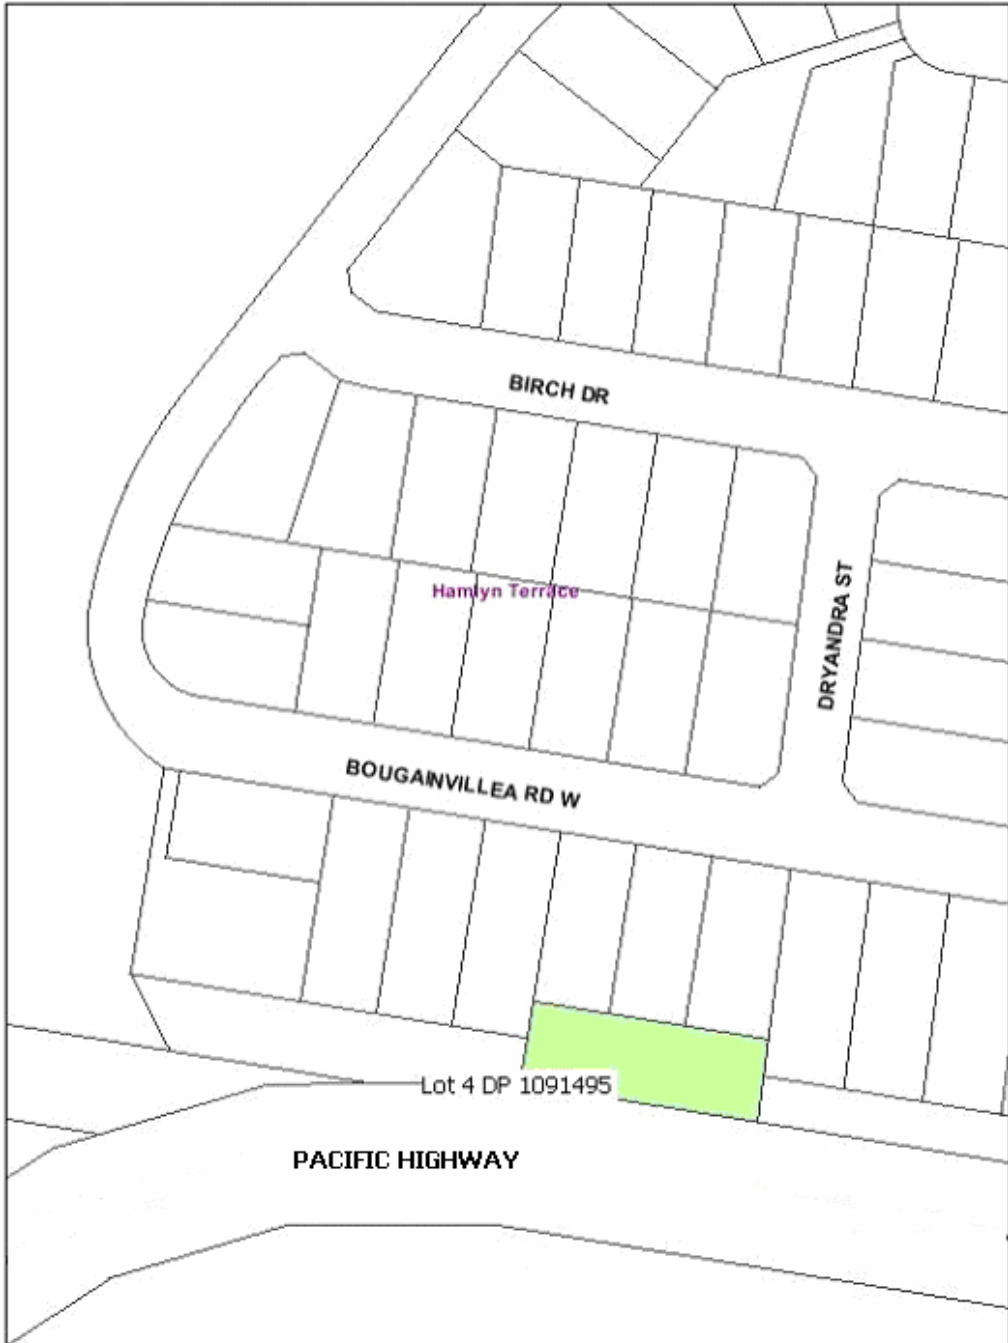 BIRCH DR
Hamlyn Terrace
DRYANDRA ST
BOUGAINVILLEA RD W
Lot 4 DP 1091495
PACIFIC HIGHWAY